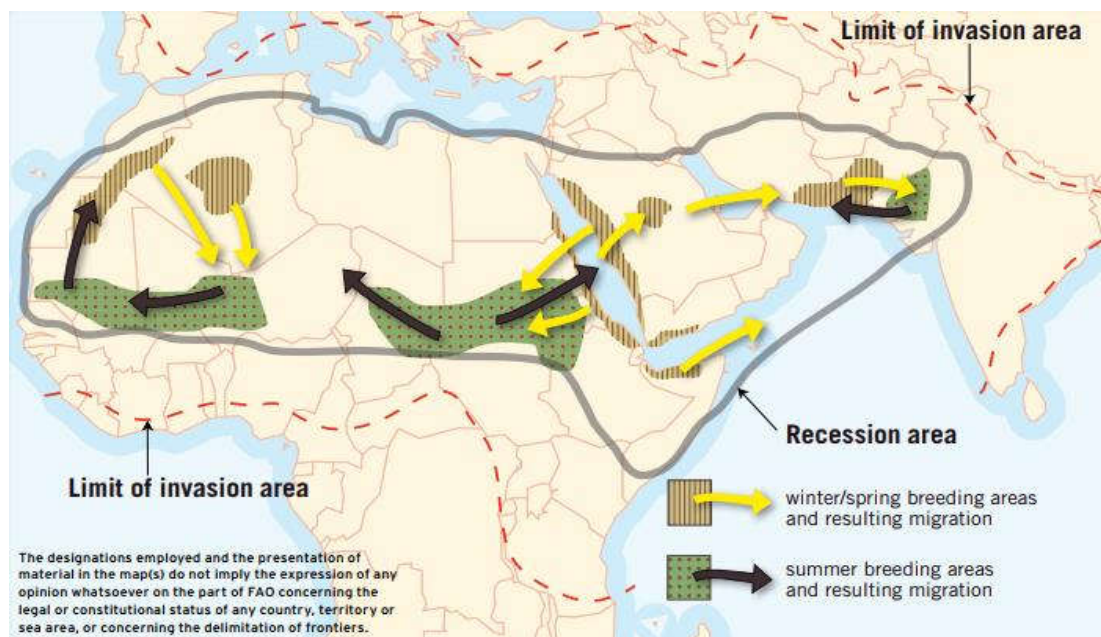 Limit of invasion area
Recession area
Limit of invasion area
winter/spring breeding areas
and resulting migration
summer breeding areas
and resulting migration
The designations employed and the presentation of
material in the map(s) do not imply the expression of any
opinion whatsoever on the part of FAO concerning the
legal or constitutional status of any country, territory or
sea area, or concerning the delimitation of frontiers.